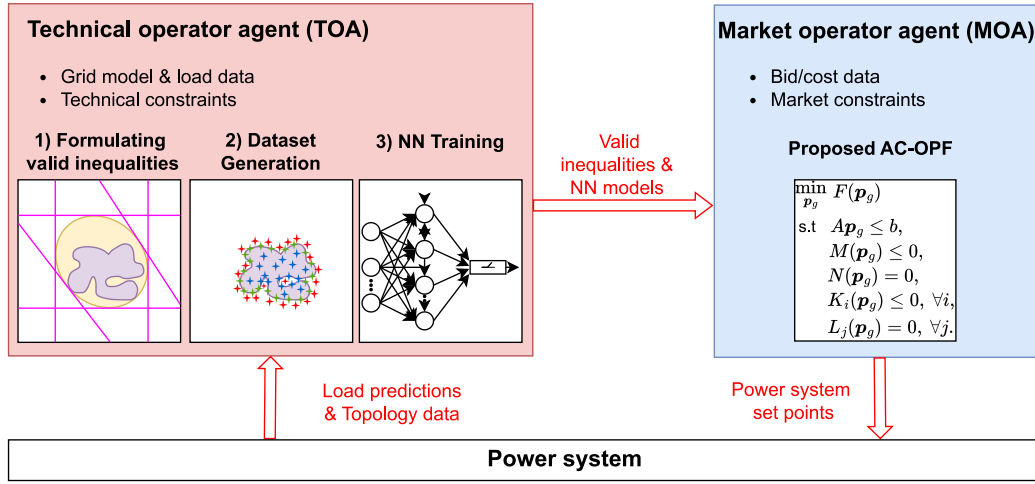 Technical operator agent (TOA)
• Grid model & load data
• Technical constraints
1) Formulating
valid inequalities
2) Dataset
Generation
3) NN Training
Valid
inequalities &
NN models
Market operator agent (MOA)
• Bid/cost data
• Market constraints
Proposed AC-OPF
min F(p_g)
p_g
s.t Ap_g ≤ b,
M(p_g) ≤ 0,
N(p_g) = 0,
K_i(p_g) ≤ 0, ∀i,
L_j(p_g) = 0, ∀j.
Load predictions
& Topology data
Power system
set points
Power system